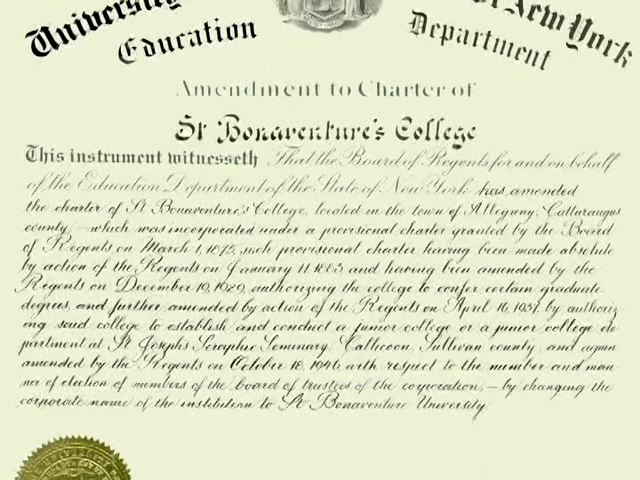 University of New York
Education Department
Amendment to Charter of
St Bonaventure's College
This instrument witnesseth That the Board of Regents for and on behalf
of the Education Department of the State of New York has amended
the charter of St Bonaventure's College, located in the town of Allegany, Cattaraugus
county, – which was incorporated under a provisional charter granted by the Board
of Regents on March 1, 1875, such provisional charter having been made absolute
by action of the Regents on January 11, 1883 and having been amended by the
Regents on December 19, 1929, authorizing the college to confer certain graduate
degrees, and further amended by action of the Regents on April 16, 1937, by authoriz
ing said college to establish and conduct a junior college or a junior college de
partment at St Josephs Seraphic Seminary, Callicoon, Sullivan county, and again
amended by the Regents on October 18, 1946 with respect to the number and man
ner of election of members of the board of trustees of the corporation, – by changing the
corporate name of the institution to St Bonaventure University